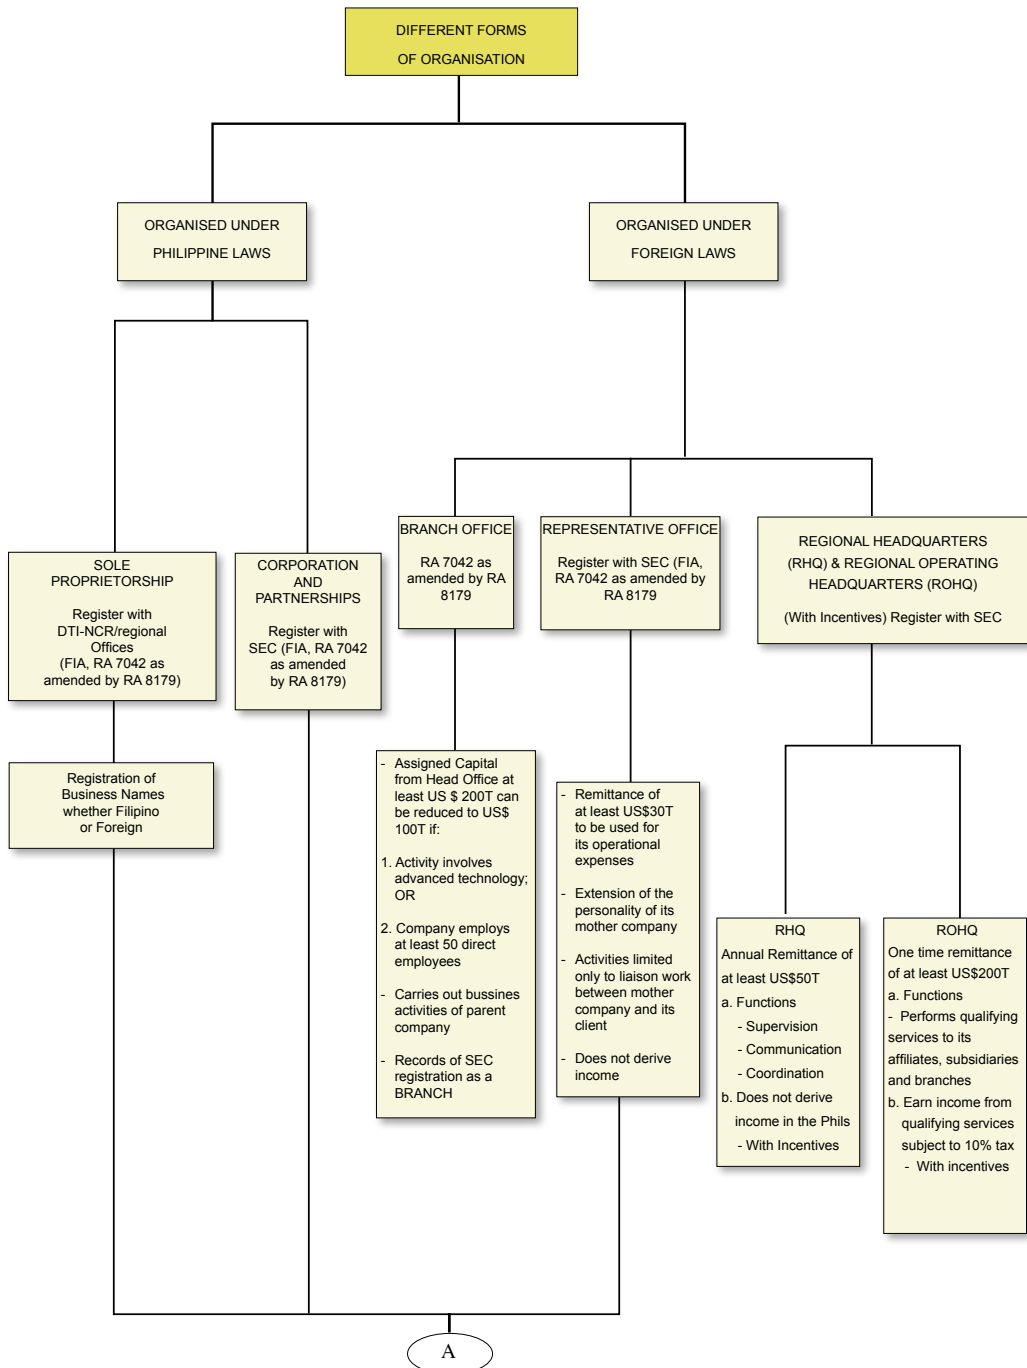 DIFFERENT FORMS
OF ORGANISATION
ORGANISED UNDER
PHILIPPINE LAWS
ORGANISED UNDER
FOREIGN LAWS
SOLE
PROPRIETORSHIP
Register with
DTI-NCR/regional
Offices
(FIA, RA 7042 as
amended by RA 8179)
CORPORATION
AND
PARTNERSHIPS
Register with
SEC (FIA, RA 7042
as amended
by RA 8179)
BRANCH OFFICE
RA 7042 as
amended by RA
8179
REPRESENTATIVE OFFICE
Register with SEC (FIA,
RA 7042 as amended by
RA 8179
REGIONAL HEADQUARTERS
(RHQ) & REGIONAL OPERATING
HEADQUARTERS (ROHQ)
(With Incentives) Register with SEC
Registration of
Business Names
whether Filipino
or Foreign
- Assigned Capital
from Head Office at
least US $ 200T can
be reduced to US$
100T if:
1. Activity involves
advanced technology;
OR
2. Company employs
at least 50 direct
employees
- Carries out bussines
activities of parent
company
- Records of SEC
registration as a
BRANCH
- Remittance of
at least US$30T
to be used for
its operational
expenses
- Extension of the
personality of its
mother company
- Activities limited
only to liaison work
between mother
company and its
client
- Does not derive
income
RHQ
Annual Remittance of
at least US$50T
a. Functions
- Supervision
- Communication
- Coordination
b. Does not derive
income in the Phils
- With Incentives
ROHQ
One time remittance
of at least US$200T
a. Functions
- Performs qualifying
services to its
affiliates, subsidiaries
and branches
b. Earn income from
qualifying services
subject to 10% tax
- With incentives
A